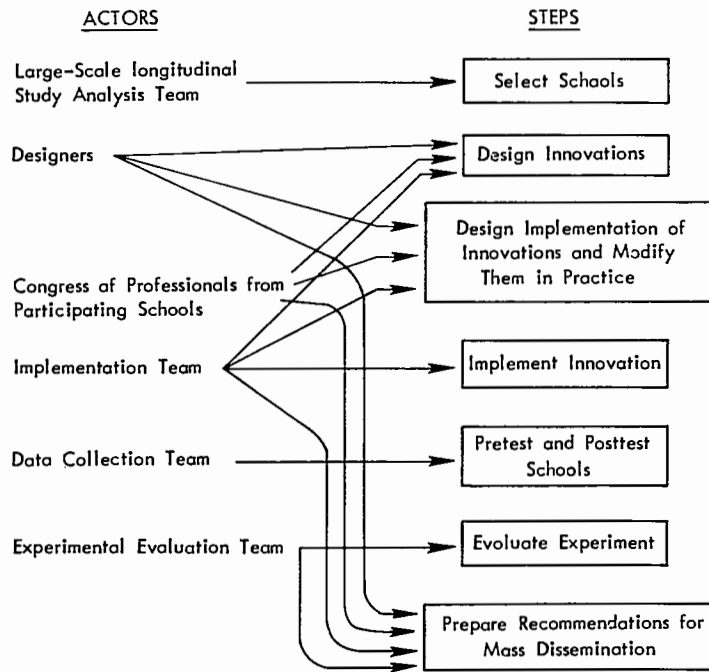 ACTORS
STEPS
Large-Scale longitudinal
Study Analysis Team
Select Schaals
Designers
Design Innovations
Design Implementation of
Innovations and Modify
Them in Practice
Congress of Professionals from
Participating Schools
Implementation Team
Implement Innovation
Data Collection Team
Pretest and Posttest
Schools
Experimental Evaluation Team
Evoluate Experiment
Prepare Recommendations for
Mass Dissemination